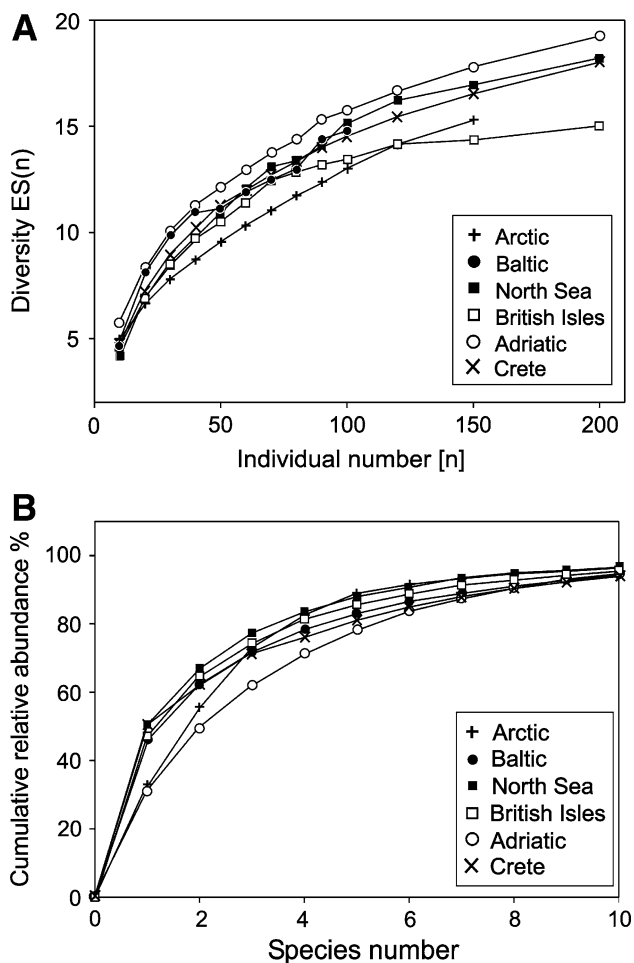 A
20
15
10
5
Diversity ES(n)
0
50
100
150
200
Individual number [n]
Arctic
Baltic
North Sea
British Isles
Adriatic
Crete
B
100
80
60
40
20
0
Cumulative relative abundance %
0
2
4
6
8
10
Species number
Arctic
Baltic
North Sea
British Isles
Adriatic
Crete